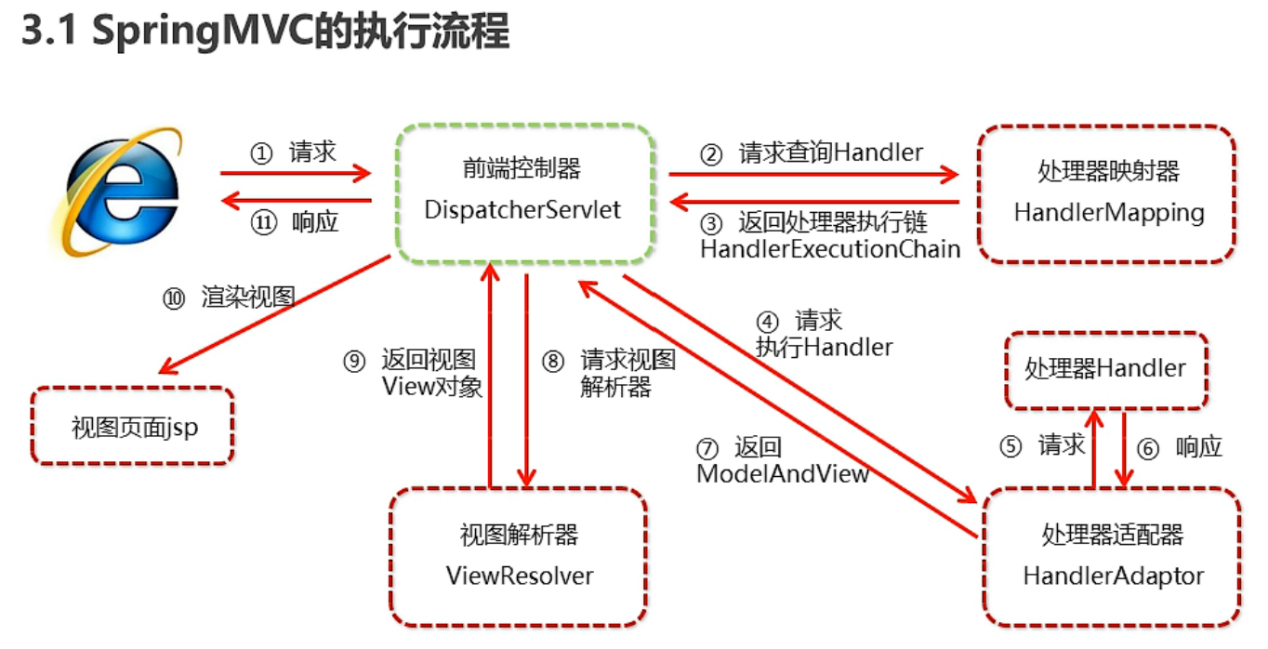 3.1 SpringMVC的执行流程
① 请求
⑪ 响应
前端控制器
DispatcherServlet
② 请求查询Handler
③ 返回处理器执行链
HandlerExecutionChain
处理器映射器
HandlerMapping
⑩ 渲染视图
④ 请求
执行Handler
处理器Handler
⑨ 返回视图
View对象
⑧ 请求视图
解析器
视图页面jsp
⑦ 返回
ModelAndView
⑤ 请求
⑥ 响应
视图解析器
ViewResolver
处理器适配器
HandlerAdaptor